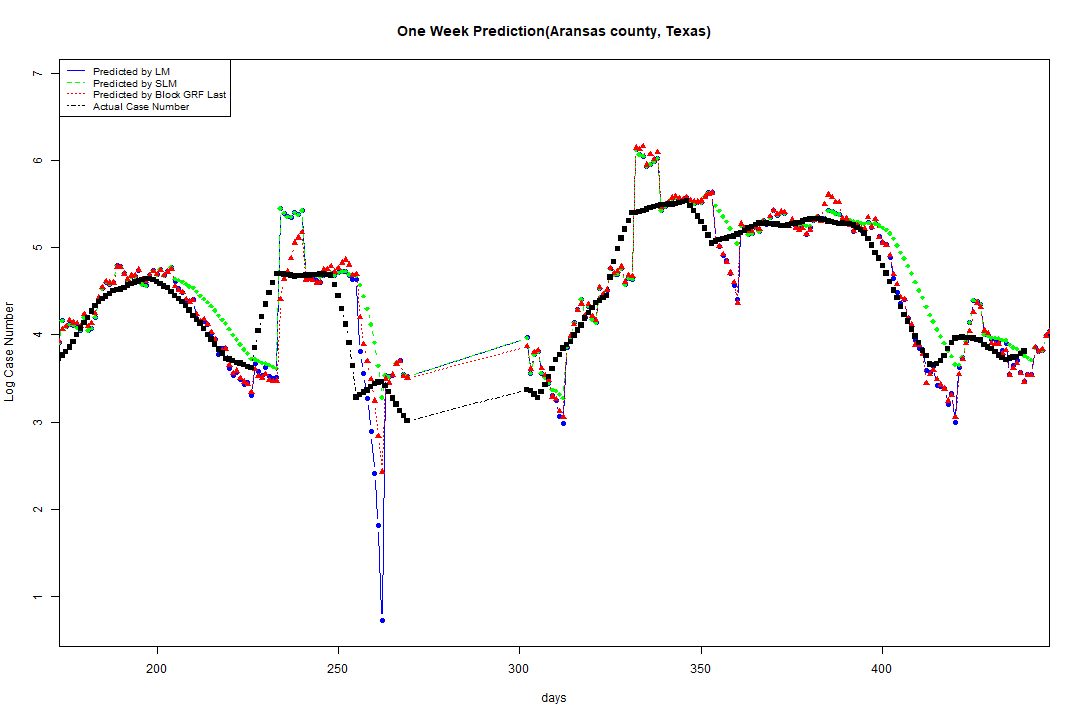 One Week Prediction(Aransas county, Texas)
Predicted by LM
Predicted by SLM
Predicted by Block GRF Last
Actual Case Number
7
6
5
4
3
2
1
Log Case Number
200 250 300 350 400
days